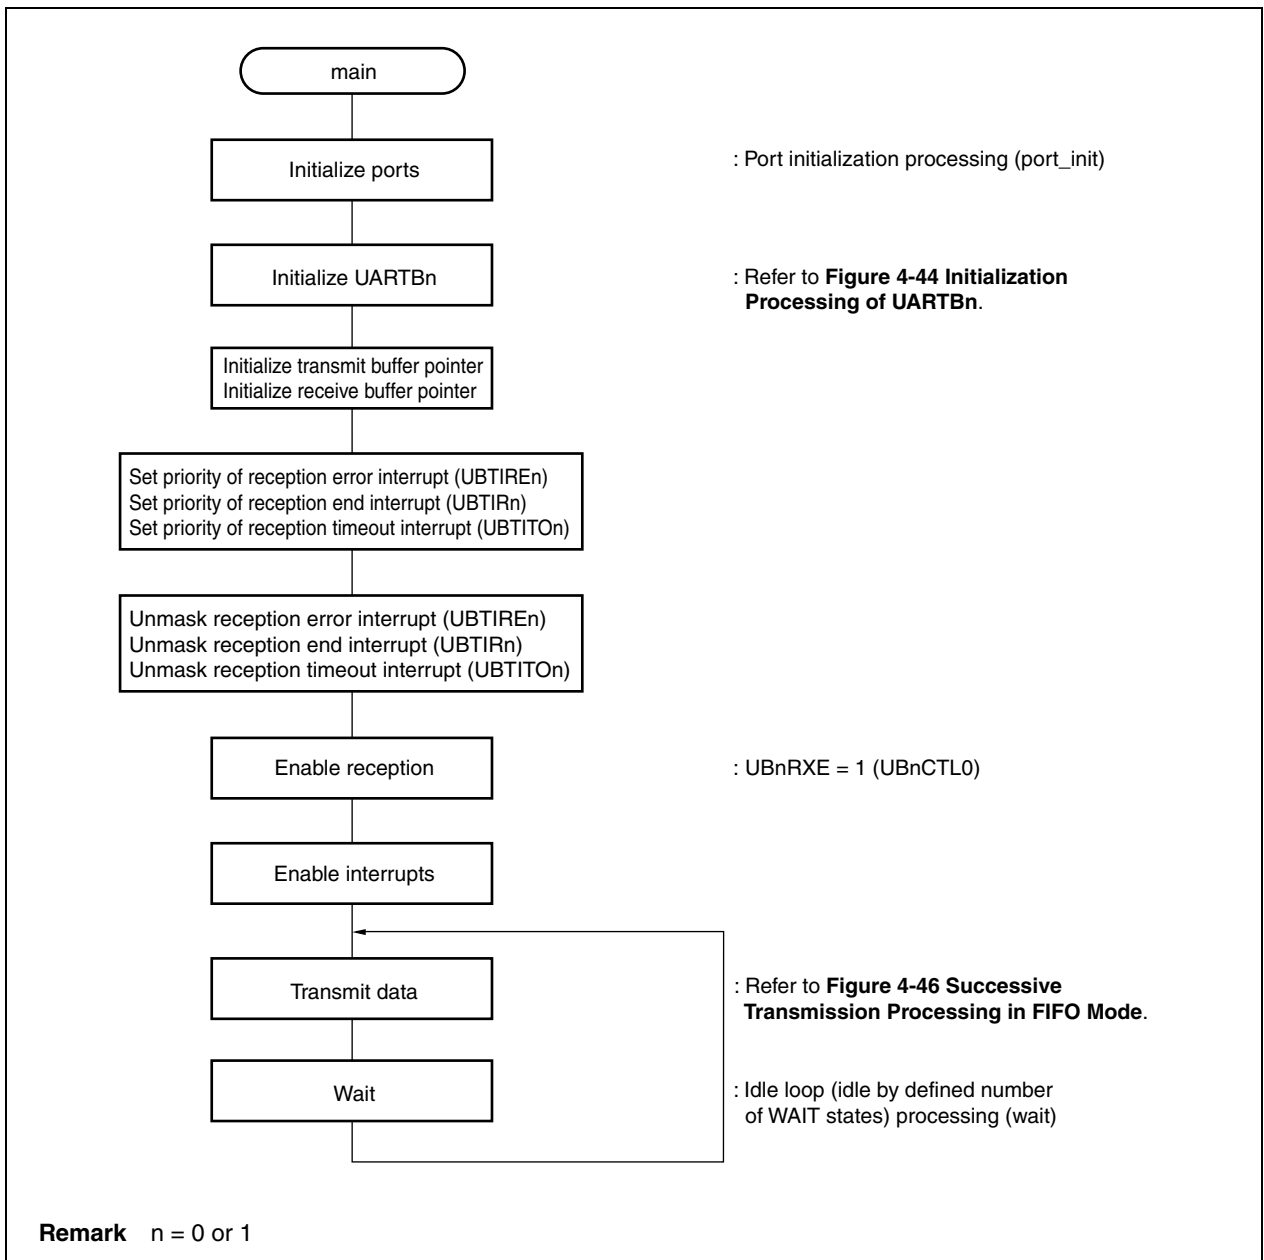 main
Initialize ports
: Port initialization processing (port_init)
Initialize UARTBn
: Refer to Figure 4-44 Initialization
Processing of UARTBn.
Initialize transmit buffer pointer
Initialize receive buffer pointer
Set priority of reception error interrupt (UBTIREn)
Set priority of reception end interrupt (UBTIRn)
Set priority of reception timeout interrupt (UBTITOn)
Unmask reception error interrupt (UBTIREn)
Unmask reception end interrupt (UBTIRn)
Unmask reception timeout interrupt (UBTITOn)
Enable reception
: UBnRXE = 1 (UBnCTL0)
Enable interrupts
Transmit data
: Refer to Figure 4-46 Successive
Transmission Processing in FIFO Mode.
Wait
: Idle loop (idle by defined number
of WAIT states) processing (wait)
Remark n = 0 or 1